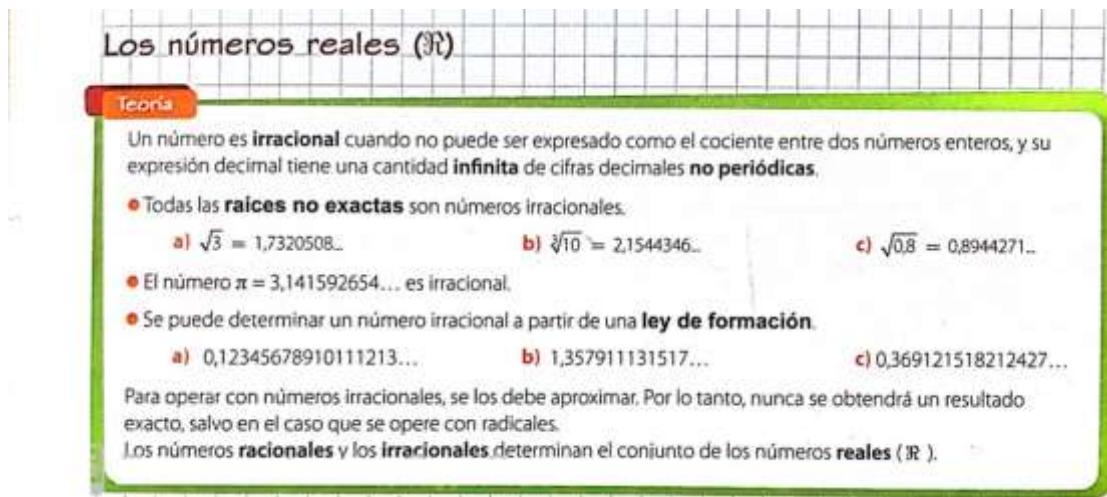 Los números reales (ℜ)
Teoría
Un número es irracional cuando no puede ser expresado como el cociente entre dos números enteros, y su
expresión decimal tiene una cantidad infinita de cifras decimales no periódicas.
• Todas las raíces no exactas son números irracionales.
a) √3 = 1,7320508... b) ∛10 = 2,1544346... c) √0,8 = 0,8944271...
• El número π = 3,141592654... es irracional.
• Se puede determinar un número irracional a partir de una ley de formación.
a) 0,12345678910111213... b) 1,357911131517... c) 0,369121518212427...
Para operar con números irracionales, se los debe aproximar. Por lo tanto, nunca se obtendrá un resultado
exacto, salvo en el caso que se opere con radicales.
Los números racionales y los irracionales determinan el conjunto de los números reales (ℜ ).